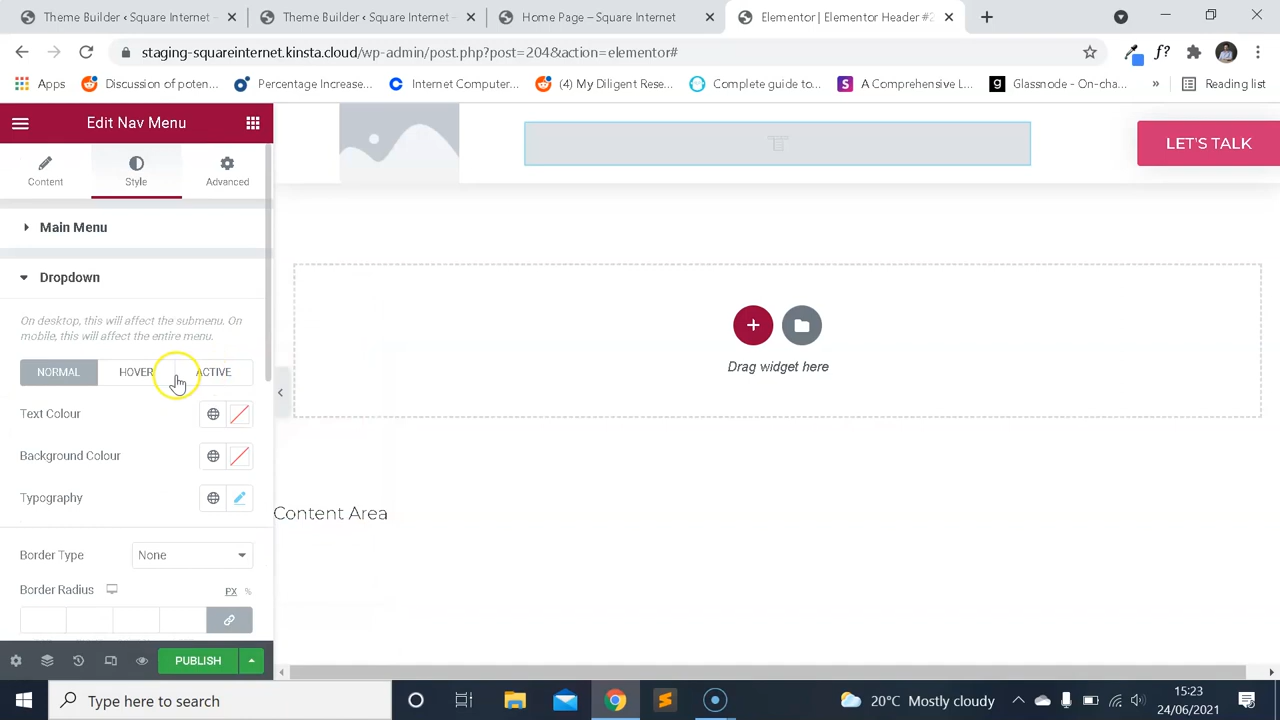 Theme Builder ‹ Square Internet -
Theme Builder ‹ Square Internet -
Home Page – Square Internet
Elementor | Elementor Header #2
staging-squareinternet.kinsta.cloud/wp-admin/post.php?post=204&action=elementor#
f?
Apps
Discussion of poten...
Percentage Increase...
Internet Computer...
(4) My Diligent Rese...
Complete guide to...
A Comprehensive L...
Glassnode - On-cha...
»
Reading list
Edit Nav Menu
LET'S TALK
Content
Style
Advanced
Main Menu
Dropdown
On desktop, this will affect the submenu. On
mobile, this will affect the entire menu.
NORMAL
HOVER
ACTIVE
Drag widget here
Text Colour
Background Colour
Typography
Content Area
Border Type
None
Border Radius
PX
%
PUBLISH
Type here to search
20°C Mostly cloudy
15:23
24/06/2021